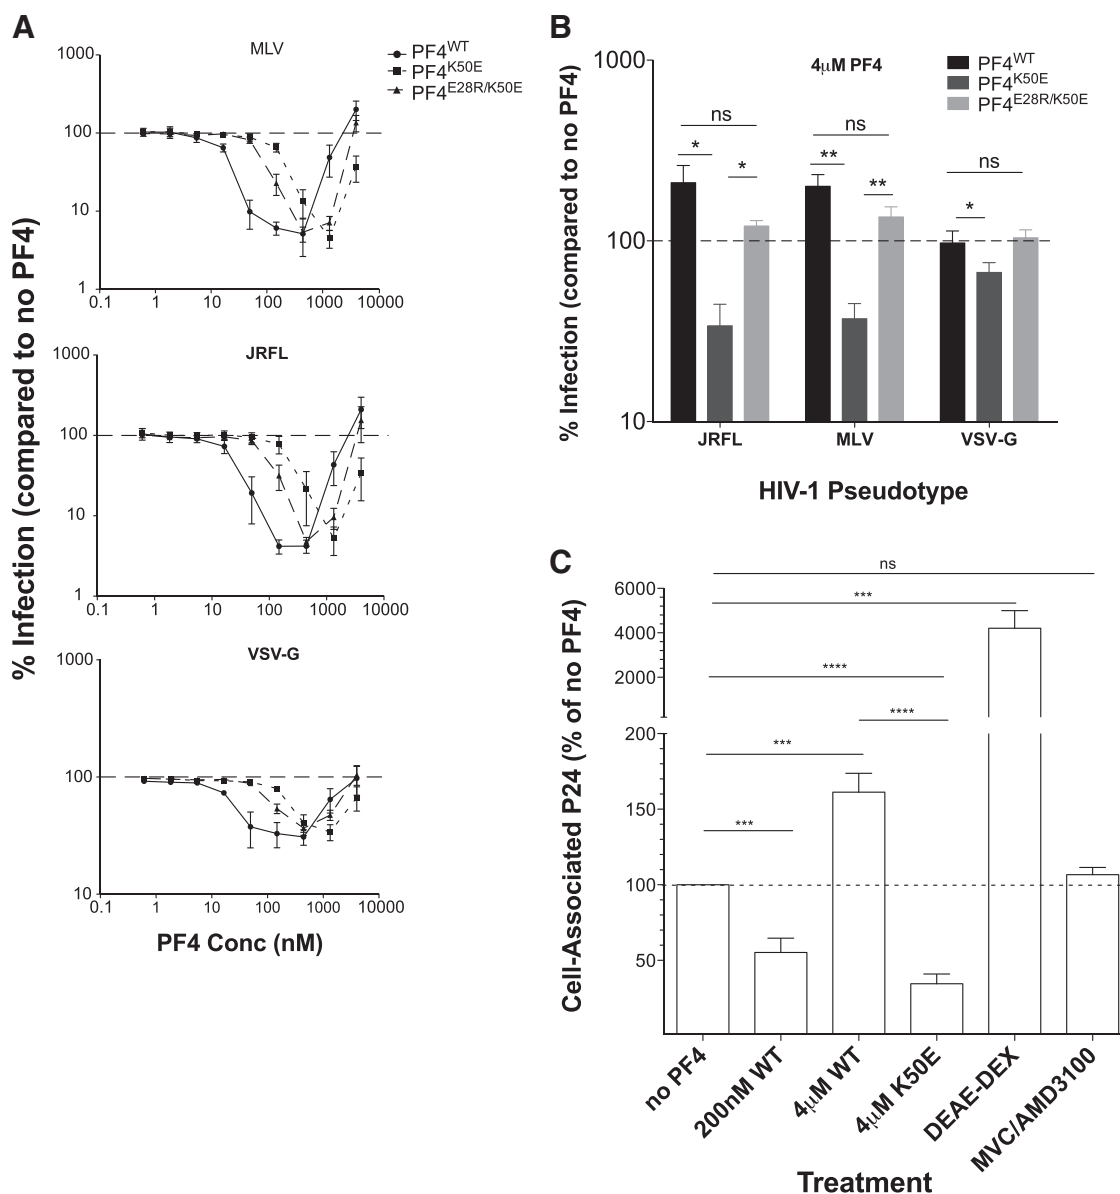 A
MLV
PF4WT
PF4K50E
PF4E28R/K50E
1000
100
10
1
0.1 1 10 100 1000 10000
JRFL
1000
100
10
1
0.1 1 10 100 1000 10000
VSV-G
1000
100
10
0.1 1 10 100 1000 10000
PF4 Conc (nM)
% Infection (compared to no PF4)
B
4μM PF4
PF4WT
PF4K50E
PF4E28R/K50E
1000
100
10
ns
* *
ns
** **
ns
*
JRFL MLV VSV-G
HIV-1 Pseudotype
% Infection (compared to no PF4)
C
ns
***
****
****
***
***
6000
4000
2000
200
150
100
50
Cell-Associated P24 (% of no PF4)
no PF4
200nM WT
4μM WT
4μM K50E
DEAE-DEX
MVC/AMD3100
Treatment